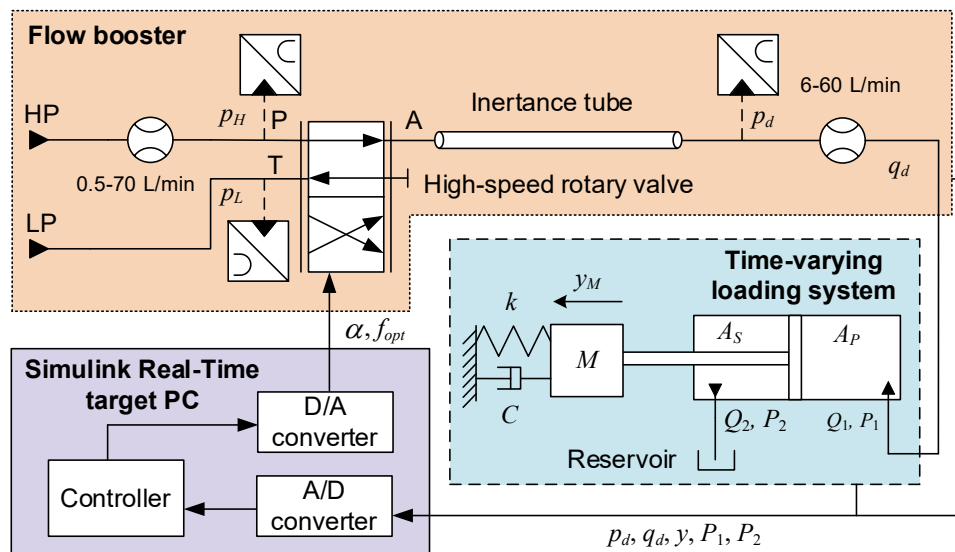 Flow booster
HP
0.5-70 L/min
p_H
P
T
p_L
LP
A
Inertance tube
p_d
6-60 L/min
q_d
High-speed rotary valve
α, f_opt
Time-varying
loading system
y_M
k
M
C
A_S
A_P
Q_2, P_2
Q_1, P_1
Reservoir
Simulink Real-Time
target PC
D/A
converter
Controller
A/D
converter
p_d, q_d, y, P_1, P_2